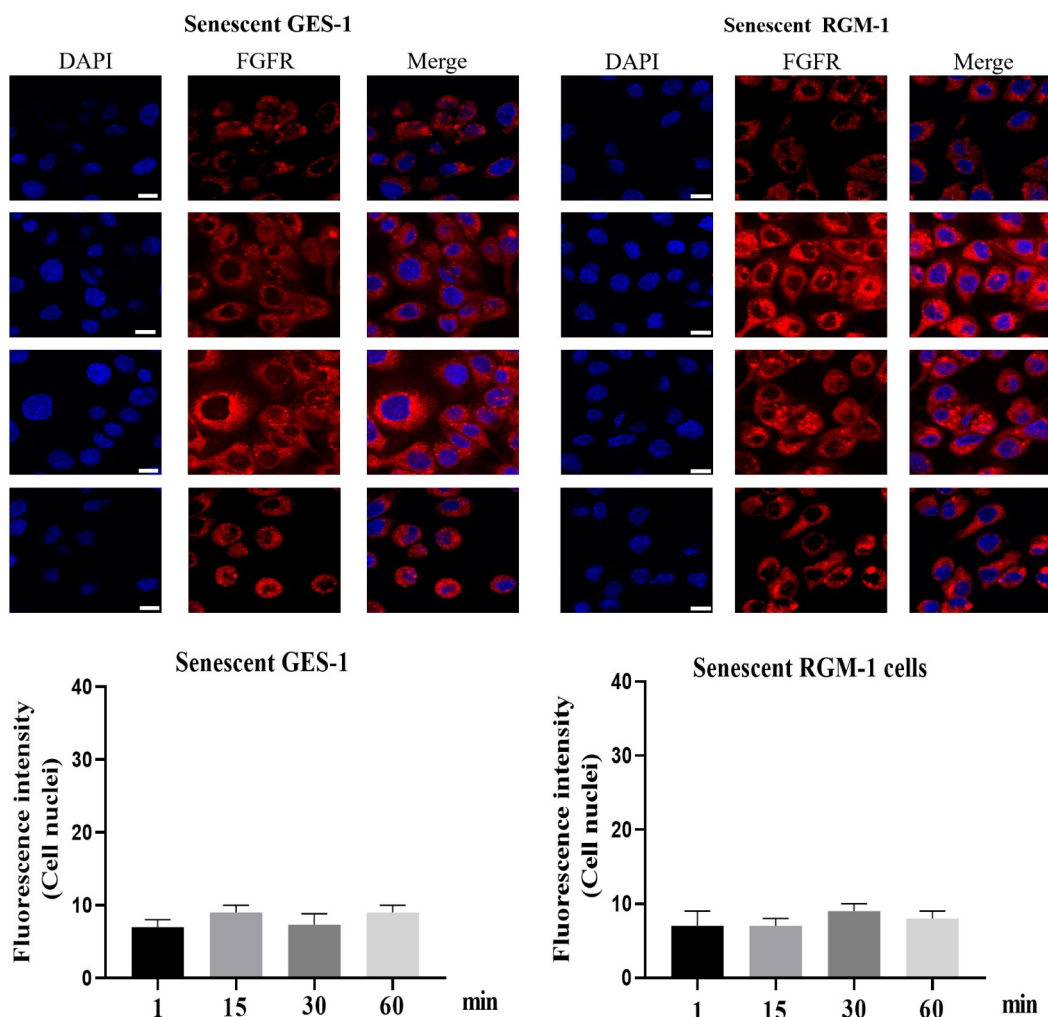 Senescent GES-1
Senescent RGM-1
DAPI FGFR Merge
DAPI FGFR Merge
Senescent GES-1
Fluorescence intensity
(Cell nuclei)
40
30
20
10
0
1 15 30 60 min
Senescent RGM-1 cells
Fluorescence intensity
(Cell nuclei)
40
30
20
10
0
1 15 30 60 min